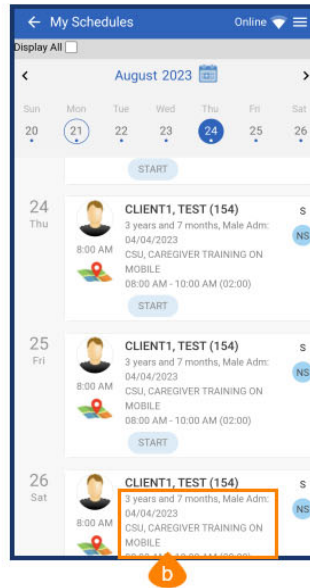 ← My Schedules Online
Display All
< August 2023 >
Sun Mon Tue Wed Thu Fri Sat
20 21 22 23 24 25 26
START
24
Thu
8:00 AM
CLIENT1, TEST (154)
3 years and 7 months, Male Adm:
04/04/2023
CSU, CAREGIVER TRAINING ON
MOBILE
08:00 AM - 10:00 AM (02:00)
START
S
NS
25
Fri
8:00 AM
CLIENT1, TEST (154)
3 years and 7 months, Male Adm:
04/04/2023
CSU, CAREGIVER TRAINING ON
MOBILE
08:00 AM - 10:00 AM (02:00)
START
S
NS
26
Sat
8:00 AM
CLIENT1, TEST (154)
3 years and 7 months, Male Adm:
04/04/2023
CSU, CAREGIVER TRAINING ON
MOBILE
S
NS
b